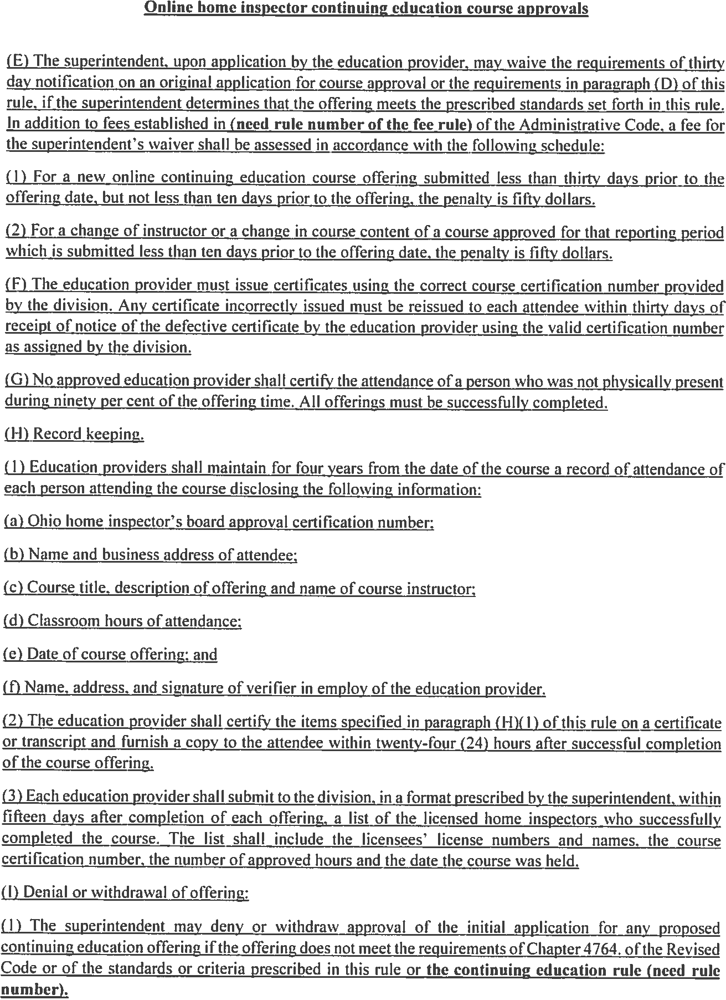 Online home inspector continuing education course approvals
(E) The superintendent, upon application by the education provider, may waive the requirements of thirty
day notification on an original application for course approval or the requirements in paragraph (D) of this
rule, if the superintendent determines that the offering meets the prescribed standards set forth in this rule.
In addition to fees established in (need rule number of the fee rule) of the Administrative Code, a fee for
the superintendent's waiver shall be assessed in accordance with the following schedule:
(1) For a new online continuing education course offering submitted less than thirty days prior to the
offering date, but not less than ten days prior to the offering, the penalty is fifty dollars.
(2) For a change of instructor or a change in course content of a course approved for that reporting period
which is submitted less than ten days prior to the offering date, the penalty is fifty dollars.
(F) The education provider must issue certificates using the correct course certification number provided
by the division. Any certificate incorrectly issued must be reissued to each attendee within thirty days of
receipt of notice of the defective certificate by the education provider using the valid certification number
as assigned by the division.
(G) No approved education provider shall certify the attendance of a person who was not physically present
during ninety per cent of the offering time. All offerings must be successfully completed.
(H) Record keeping.
(1) Education providers shall maintain for four years from the date of the course a record of attendance of
each person attending the course disclosing the following information:
(a) Ohio home inspector's board approval certification number;
(b) Name and business address of attendee;
(c) Course title, description of offering and name of course instructor;
(d) Classroom hours of attendance;
(e) Date of course offering; and
(f) Name, address, and signature of verifier in employ of the education provider.
(2) The education provider shall certify the items specified in paragraph (H)(1) of this rule on a certificate
or transcript and furnish a copy to the attendee within twenty-four (24) hours after successful completion
of the course offering.
(3) Each education provider shall submit to the division, in a format prescribed by the superintendent, within
fifteen days after completion of each offering, a list of the licensed home inspectors who successfully
completed the course. The list shall include the licensees' license numbers and names, the course
certification number, the number of approved hours and the date the course was held.
(I) Denial or withdrawal of offering:
(1) The superintendent may deny or withdraw approval of the initial application for any proposed
continuing education offering if the offering does not meet the requirements of Chapter 4764. of the Revised
Code or of the standards or criteria prescribed in this rule or the continuing education rule (need rule
number).